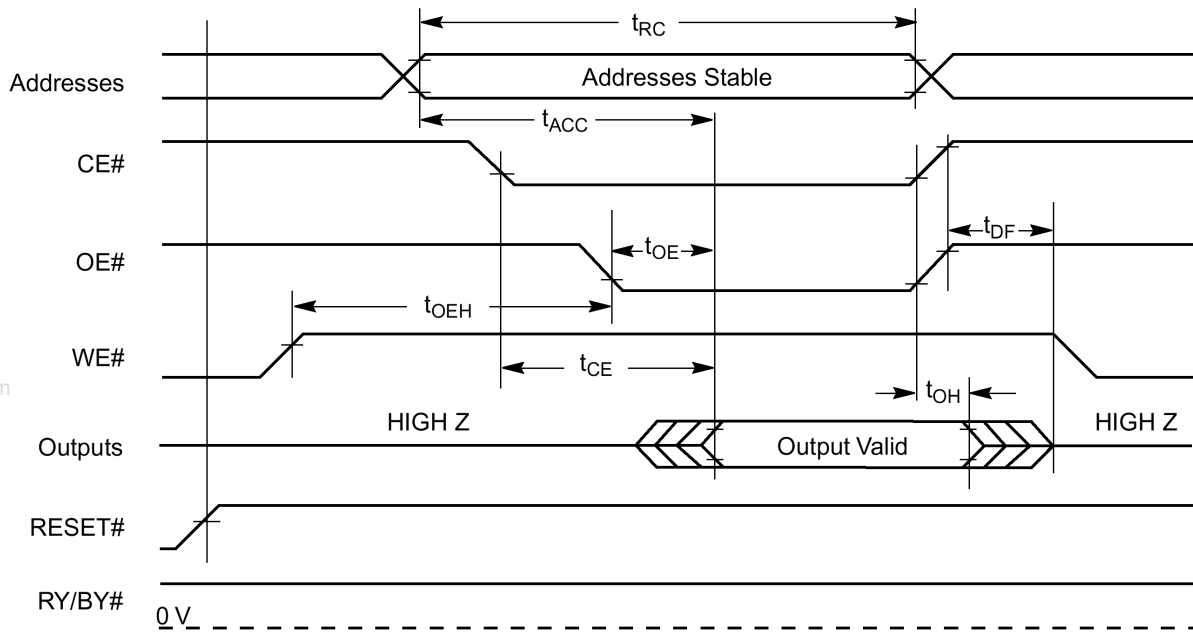 tRC
Addresses
Addresses Stable
tACC
CE#
tDF
tOE
OE#
tOEH
WE#
tCE
tOH
HIGH Z
HIGH Z
Outputs
Output Valid
RESET#
RY/BY#
0 V